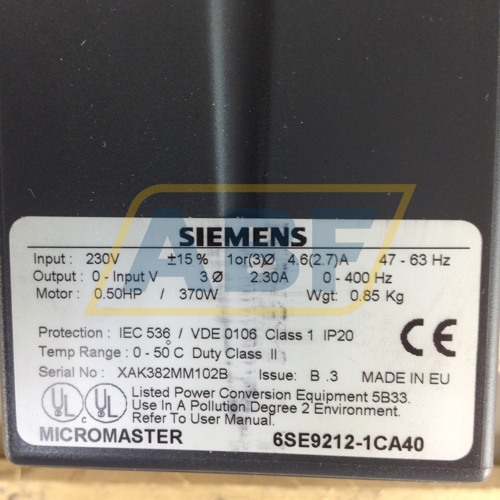 SIEMENS
Input : 230V ±15 % 1or(3)Ø 4.6(2.7)A 47 - 63 Hz
Output : 0 - Input V 3 Ø 2.30A 0 - 400 Hz
Motor : 0.50HP / 370W Wgt: 0.85 Kg
Protection : IEC 536 / VDE 0106 Class 1 IP20
Temp Range : 0 - 50°C Duty Class II
Serial No : XAK382MM102B Issue: B .3 MADE IN EU
CE
UL c UL
Listed Power Conversion Equipment 5B33.
Use In A Pollution Degree 2 Environment.
Refer To User Manual.
MICROMASTER 6SE9212-1CA40
ABF